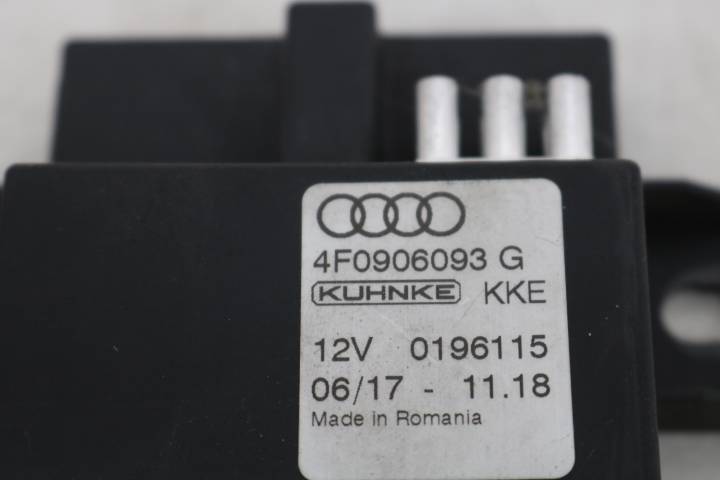 4F0906093 G
KUHNKE KKE
12V 0196115
06/17 - 11.18
Made in Romania